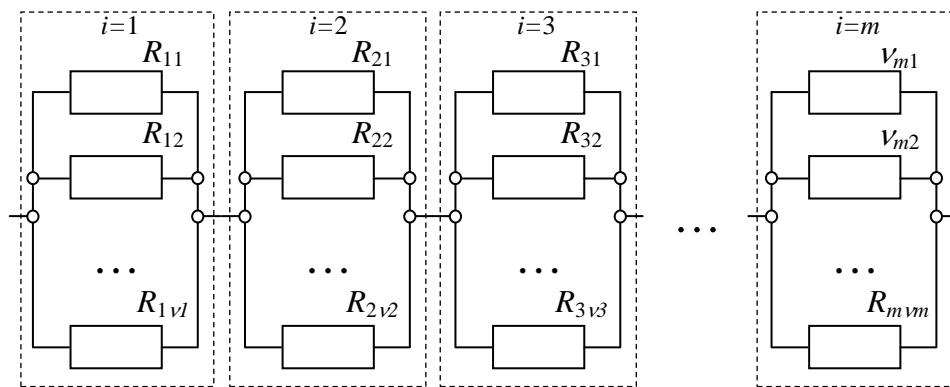 i=1 i=2 i=3 i=m
R11 R21 R31 νm1
R12 R22 R32 νm2
...
... ... ... ...
R1ν1 R2ν2 R3ν3 Rmνm